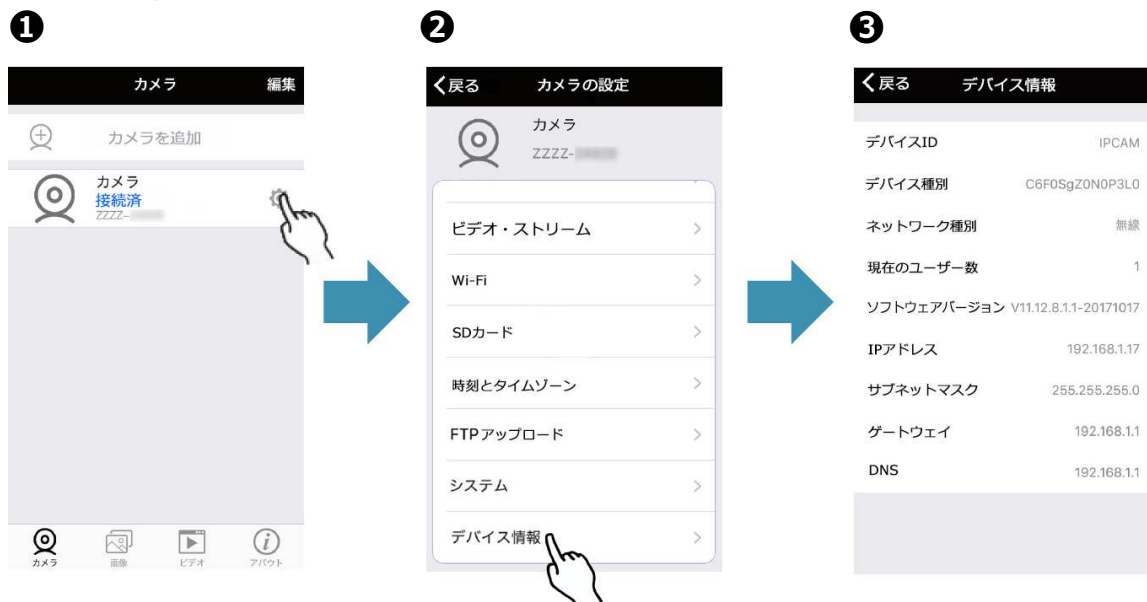 ❶
カメラ 編集
カメラを追加
カメラ
接続済
ZZZZ-
カメラ 画像 ビデオ アバウト
❷
戻る カメラの設定
カメラ
ZZZZ-
ビデオ・ストリーム
Wi-Fi
SDカード
時刻とタイムゾーン
FTPアップロード
システム
デバイス情報
❸
戻る デバイス情報
デバイスID IPCAM
デバイス種別 C6F0SgZ0N0P3L0
ネットワーク種別 無線
現在のユーザー数 1
ソフトウェアバージョン V11.12.8.1.1-20171017
IPアドレス 192.168.1.17
サブネットマスク 255.255.255.0
ゲートウェイ 192.168.1.1
DNS 192.168.1.1